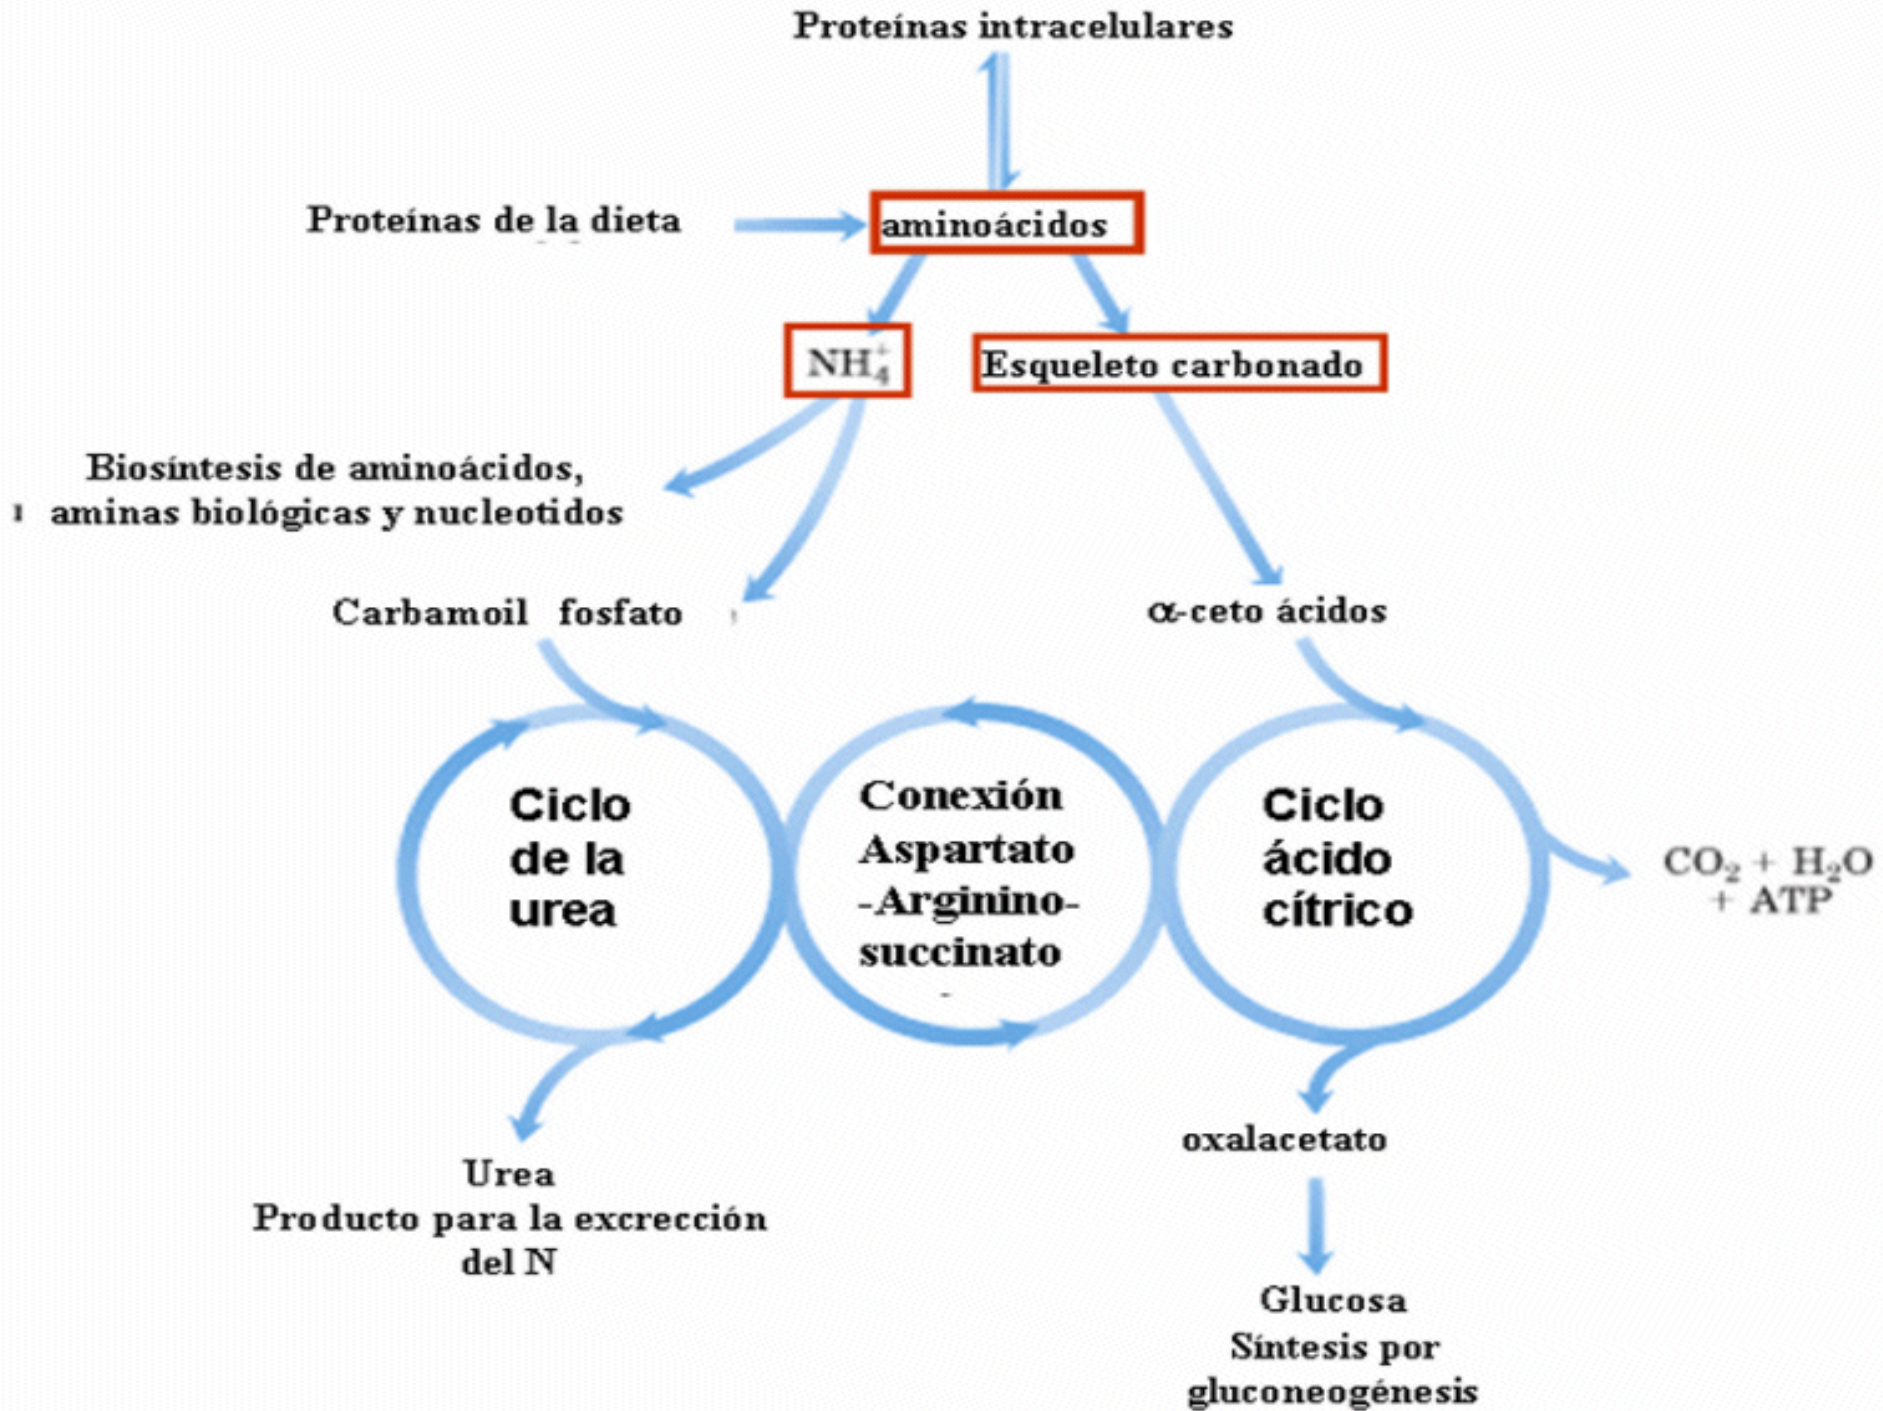 Proteínas intracelulares
Proteínas de la dieta
aminoácidos
NH₄⁺
Esqueleto carbonado
Biosíntesis de aminoácidos,
aminas biológicas y nucleotidos
Carbamoil fosfato
α-ceto ácidos
Ciclo
de la
urea
Conexión
Aspartato
-Arginino-
succinato
Ciclo
ácido
cítrico
CO₂ + H₂O
+ ATP
Urea
Producto para la excrección
del N
oxalacetato
Glucosa
Síntesis por
gluconeogénesis